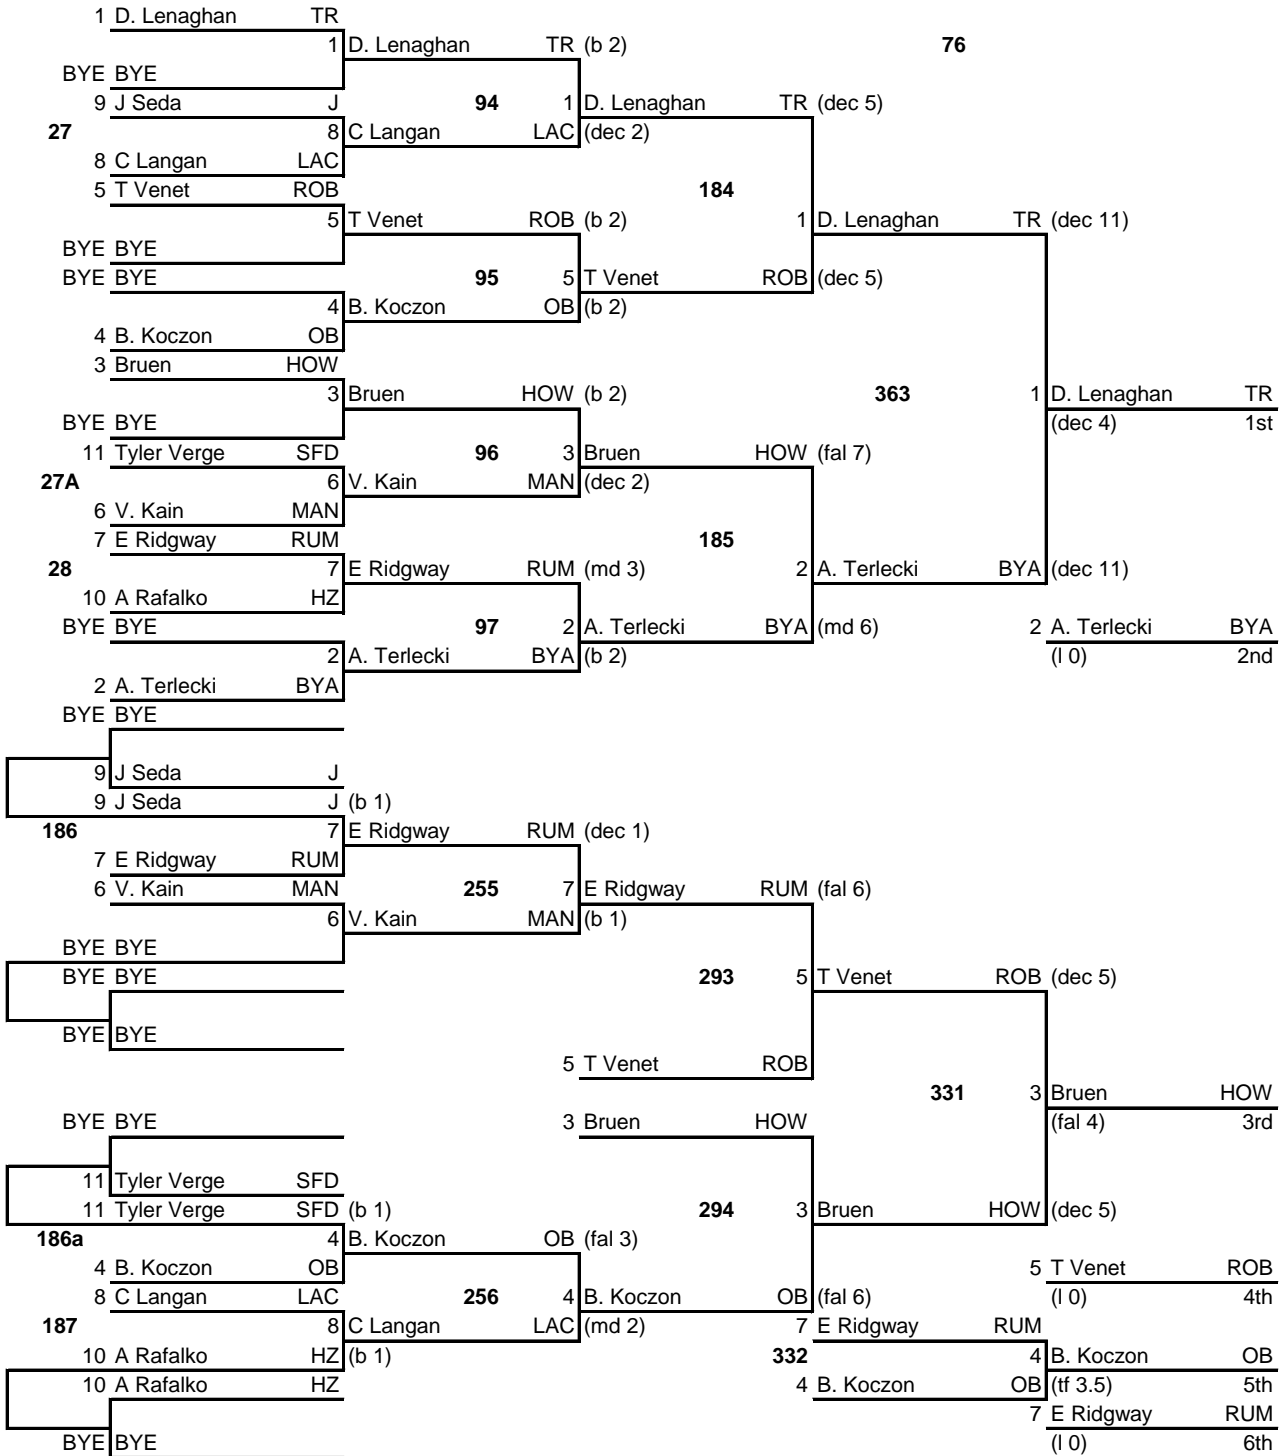 1 D. Lenaghan TR
1 D. Lenaghan TR (b 2) 76
BYE BYE
9 J Seda J 94 1 D. Lenaghan TR (dec 5)
27 8 C Langan LAC (dec 2)
8 C Langan LAC
5 T Venet ROB 184
5 T Venet ROB (b 2) 1 D. Lenaghan TR (dec 11)
BYE BYE
BYE BYE 95 5 T Venet ROB (dec 5)
4 B. Koczon OB (b 2)
4 B. Koczon OB
3 Bruen HOW
3 Bruen HOW (b 2) 363 1 D. Lenaghan TR
BYE BYE (dec 4) 1st
11 Tyler Verge SFD 96 3 Bruen HOW (fal 7)
27A 6 V. Kain MAN (dec 2)
6 V. Kain MAN
7 E Ridgway RUM 185
28 7 E Ridgway RUM (md 3) 2 A. Terlecki BYA (dec 11)
10 A Rafalko HZ
BYE BYE 97 2 A. Terlecki BYA (md 6) 2 A. Terlecki BYA
2 A. Terlecki BYA (b 2) (l 0) 2nd
2 A. Terlecki BYA
BYE BYE
9 J Seda J
9 J Seda J (b 1)
186 7 E Ridgway RUM (dec 1)
7 E Ridgway RUM
6 V. Kain MAN 255 7 E Ridgway RUM (fal 6)
6 V. Kain MAN (b 1)
BYE BYE
BYE BYE 293 5 T Venet ROB (dec 5)
BYE BYE
5 T Venet ROB
331 3 Bruen HOW
BYE BYE 3 Bruen HOW (fal 4) 3rd
11 Tyler Verge SFD
11 Tyler Verge SFD (b 1) 294 3 Bruen HOW (dec 5)
186a 4 B. Koczon OB (fal 3)
4 B. Koczon OB 5 T Venet ROB
8 C Langan LAC 256 4 B. Koczon OB (fal 6) (l 0) 4th
187 8 C Langan LAC (md 2) 7 E Ridgway RUM
10 A Rafalko HZ (b 1) 332 4 B. Koczon OB
10 A Rafalko HZ 4 B. Koczon OB (tf 3.5) 5th
7 E Ridgway RUM
BYE BYE (l 0) 6th